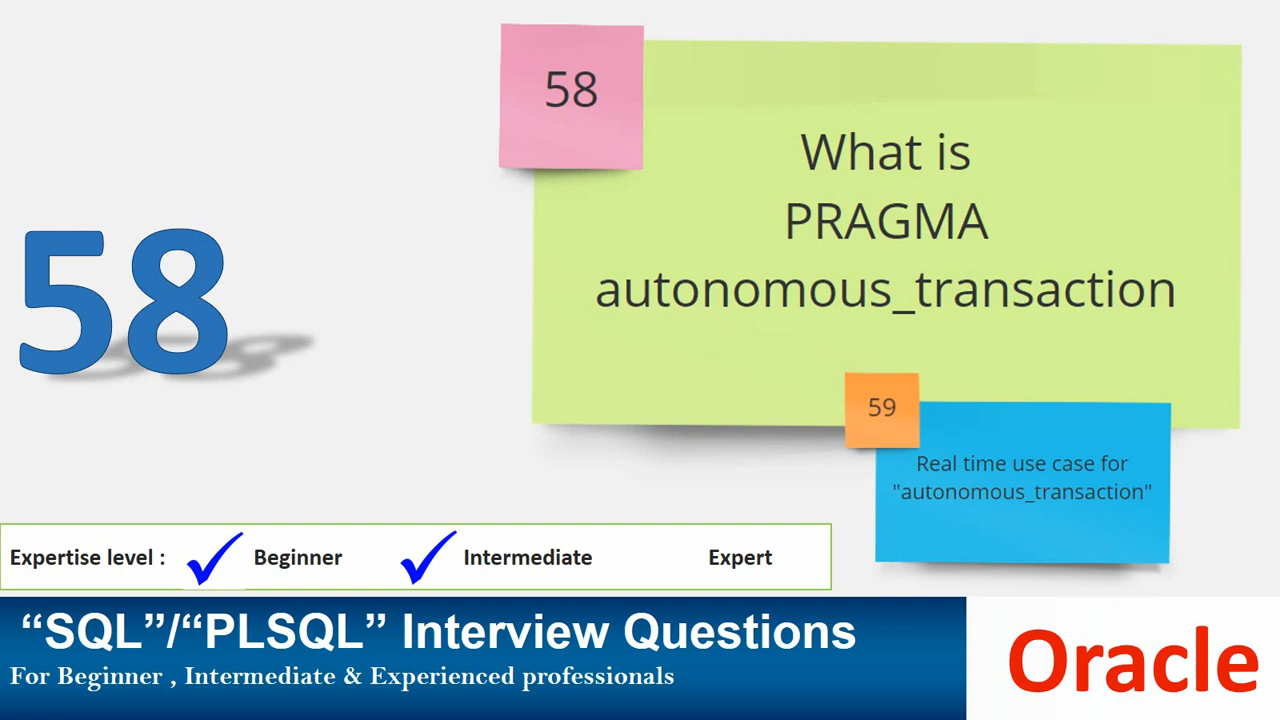 58
58
What is
PRAGMA
autonomous_transaction
59
Real time use case for
"autonomous_transaction"
Expertise level : Beginner Intermediate Expert
“SQL”/“PLSQL” Interview Questions
For Beginner , Intermediate & Experienced professionals
Oracle